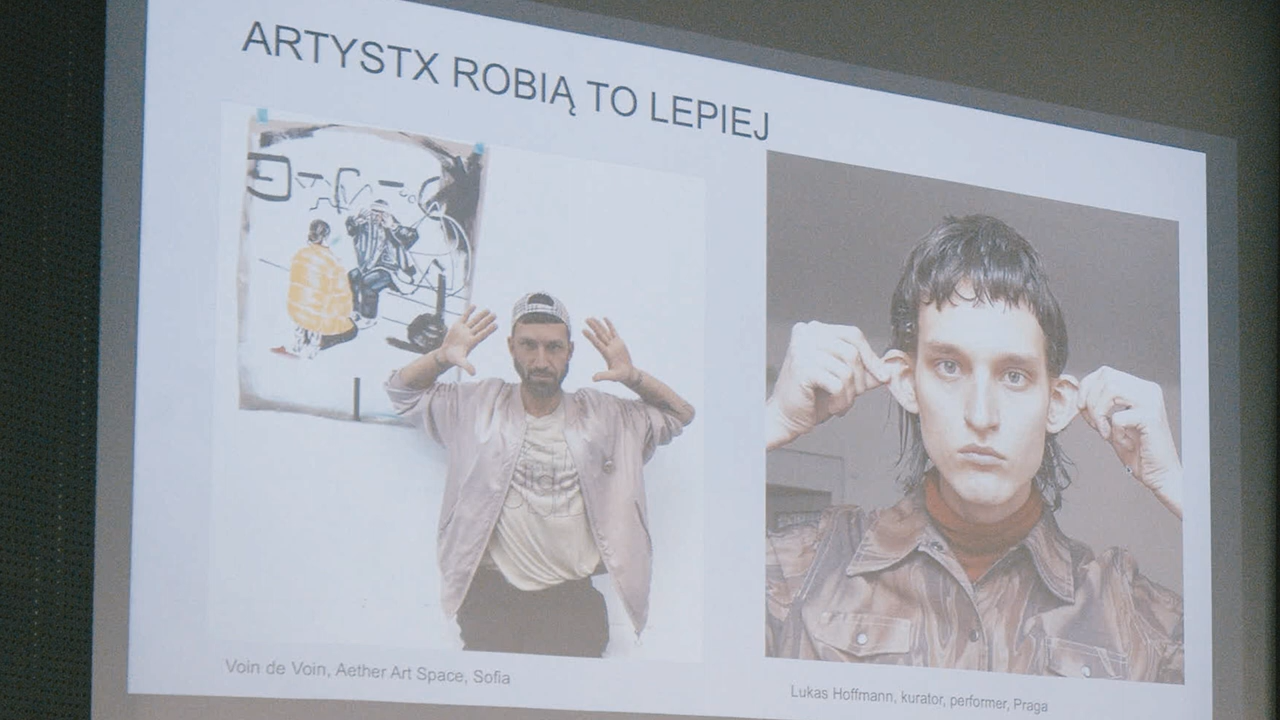 ARTYSTX ROBIĄ TO LEPIEJ
Voin de Voin, Aether Art Space, Sofia
Lukas Hoffmann, kurator, performer, Praga